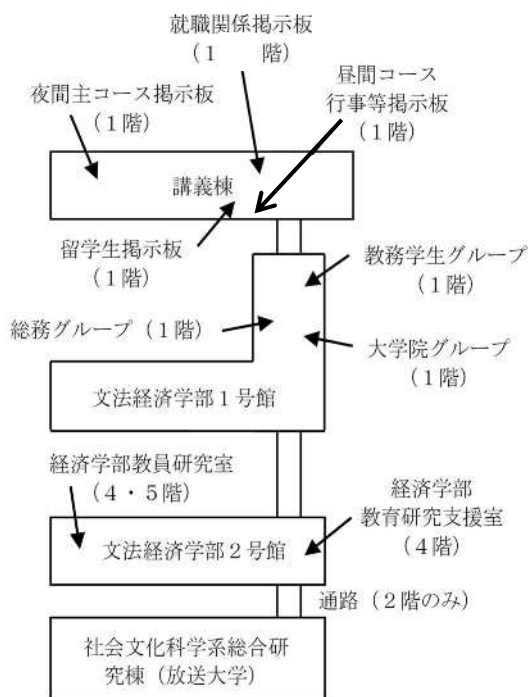 就職関係掲示板
（１　　階）
昼間コース
行事等掲示板
（１階）
夜間主コース掲示板
（１階）
講義棟
留学生掲示板
（１階）
教務学生グループ
（１階）
総務グループ（１階）
大学院グループ
（１階）
文法経済学部１号館
経済学部教員研究室
（４・５階）
経済学部
教育研究支援室
（４階）
文法経済学部２号館
通路（２階のみ）
社会文化科学系総合研
究棟（放送大学）